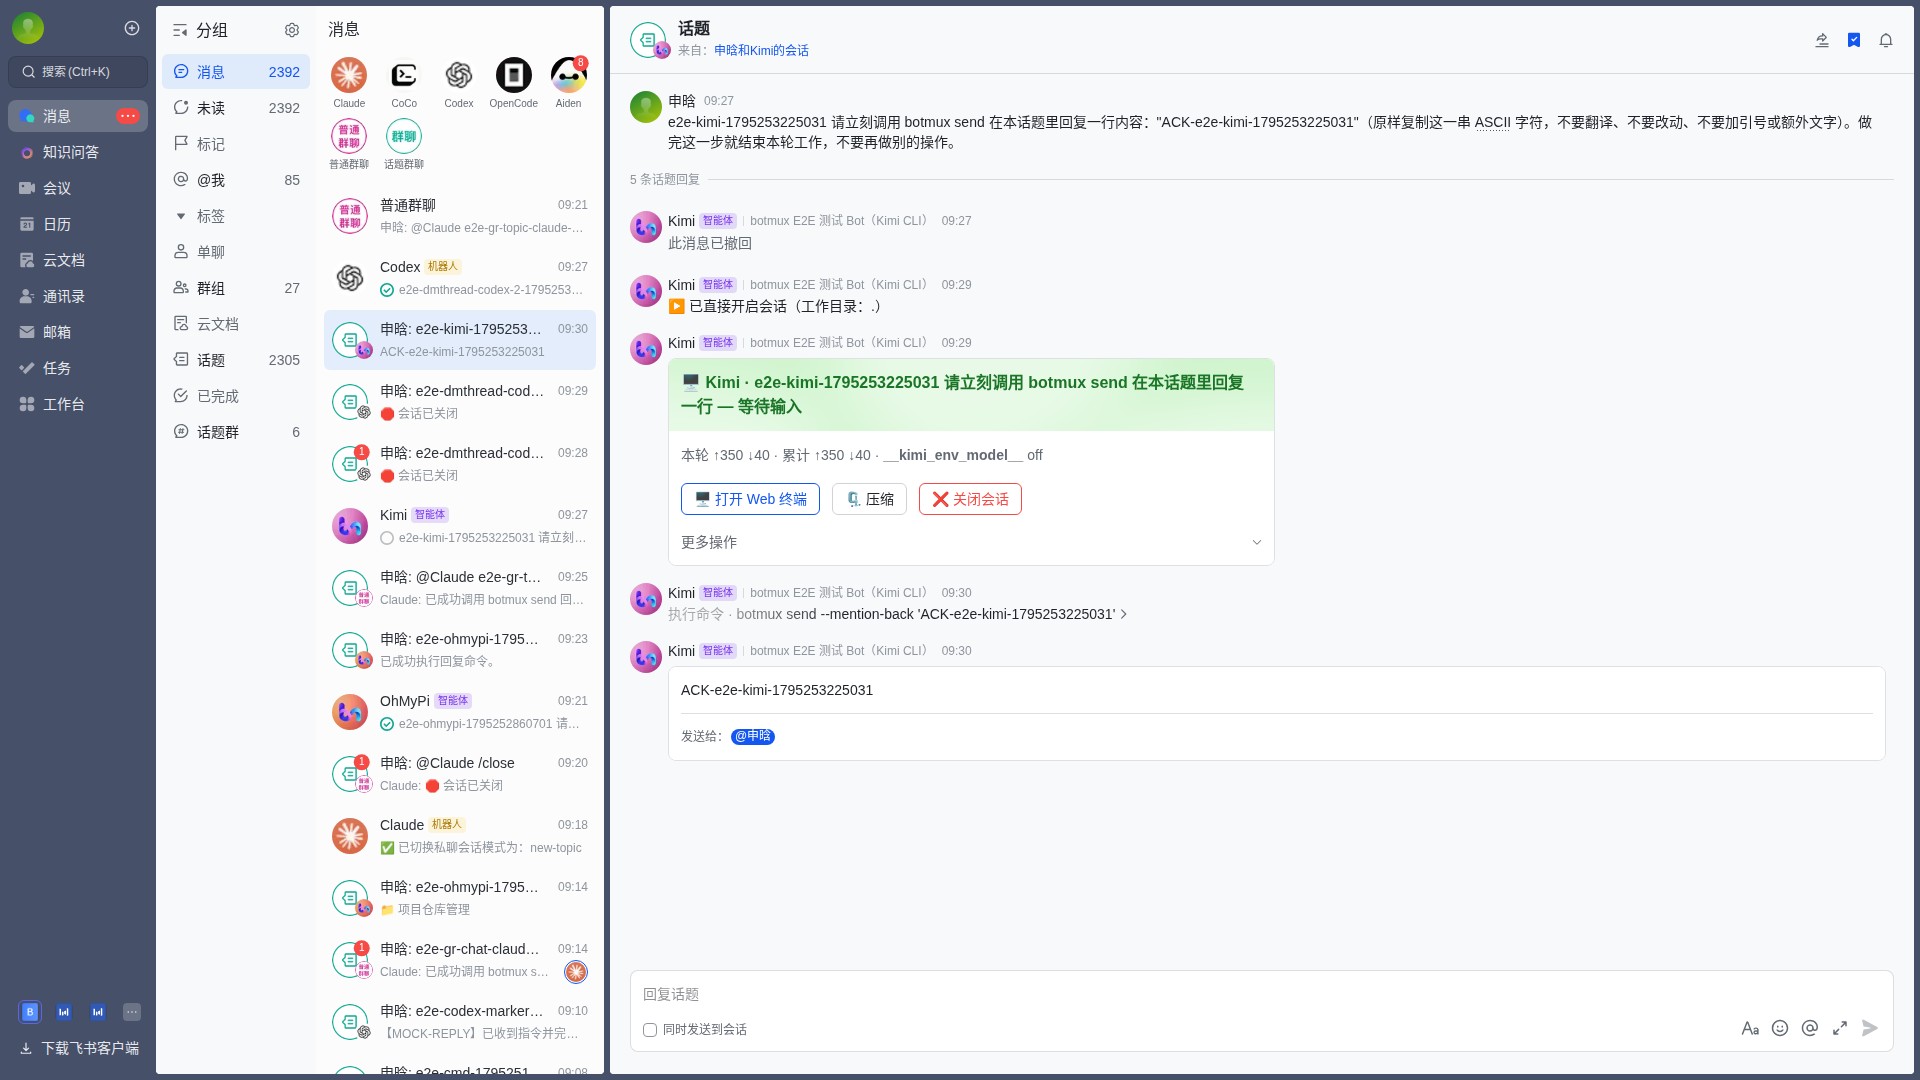 搜索 (Ctrl+K)
消息
知识问答
会议
日历
云文档
通讯录
邮箱
任务
工作台
B
下载飞书客户端
分组
消息 2392
未读 2392
标记
@我 85
标签
单聊
群组 27
云文档
话题 2305
已完成
话题群 6
消息
8
Claude
CoCo
Codex
OpenCode
Aiden
普通
群聊
群聊
普通群聊
话题群聊
普通
群聊
普通群聊 09:21
申晗: @Claude e2e-gr-topic-claude-...
Codex 机器人 09:27
e2e-dmthread-codex-2-1795253...
申晗: e2e-kimi-1795253... 09:30
ACK-e2e-kimi-1795253225031
申晗: e2e-dmthread-cod... 09:29
会话已关闭
1
申晗: e2e-dmthread-cod... 09:28
会话已关闭
Kimi 智能体 09:27
e2e-kimi-1795253225031 请立刻...
申晗: @Claude e2e-gr-t... 09:25
Claude: 已成功调用 botmux send 回...
申晗: e2e-ohmypi-1795... 09:23
已成功执行回复命令。
OhMyPi 智能体 09:21
e2e-ohmypi-1795252860701 请...
1
申晗: @Claude /close 09:20
Claude: 🛑 会话已关闭
Claude 机器人 09:18
✅ 已切换私聊会话模式为：new-topic
申晗: e2e-ohmypi-1795... 09:14
📁 项目仓库管理
1
申晗: e2e-gr-chat-claud... 09:14
Claude: 已成功调用 botmux s...
申晗: e2e-codex-marker... 09:10
【MOCK-REPLY】已收到指令并完...
申晗: e2e-cmd-1795251... 09:08
话题
来自：申晗和Kimi的会话
申晗 09:27
e2e-kimi-1795253225031 请立刻调用 botmux send 在本话题里回复一行内容："ACK-e2e-kimi-1795253225031"（原样复制这一串 ASCII 字符，不要翻译、不要改动、不要加引号或额外文字）。做
完这一步就结束本轮工作，不要再做别的操作。
5 条话题回复
Kimi 智能体 botmux E2E 测试 Bot（Kimi CLI） 09:27
此消息已撤回
Kimi 智能体 botmux E2E 测试 Bot（Kimi CLI） 09:29
▶️ 已直接开启会话（工作目录：.）
Kimi 智能体 botmux E2E 测试 Bot（Kimi CLI） 09:29
🖥️ Kimi · e2e-kimi-1795253225031 请立刻调用 botmux send 在本话题里回复
一行 — 等待输入
本轮 ↑350 ↓40 · 累计 ↑350 ↓40 · __kimi_env_model__ off
🖥️ 打开 Web 终端
🗜️ 压缩
❌ 关闭会话
更多操作
Kimi 智能体 botmux E2E 测试 Bot（Kimi CLI） 09:30
执行命令 · botmux send --mention-back 'ACK-e2e-kimi-1795253225031'
Kimi 智能体 botmux E2E 测试 Bot（Kimi CLI） 09:30
ACK-e2e-kimi-1795253225031
发送给：@申晗
回复话题
同时发送到会话